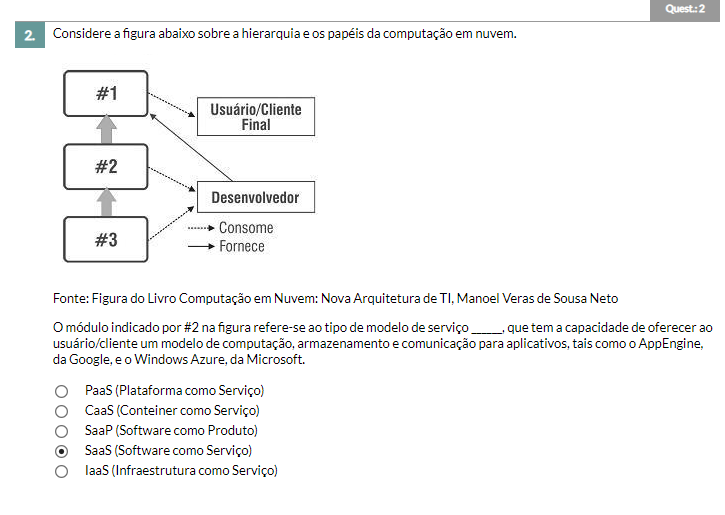 Quest.: 2
2. Considere a figura abaixo sobre a hierarquia e os papéis da computação em nuvem.
#1
Usuário/Cliente
Final
#2
Desenvolvedor
Consome
#3
Fornece
Fonte: Figura do Livro Computação em Nuvem: Nova Arquitetura de TI, Manoel Veras de Sousa Neto
O módulo indicado por #2 na figura refere-se ao tipo de modelo de serviço ______, que tem a capacidade de oferecer ao
usuário/cliente um modelo de computação, armazenamento e comunicação para aplicativos, tais como o AppEngine,
da Google, e o Windows Azure, da Microsoft.
PaaS (Plataforma como Serviço)
CaaS (Conteiner como Serviço)
SaaP (Software como Produto)
SaaS (Software como Serviço)
IaaS (Infraestrutura como Serviço)